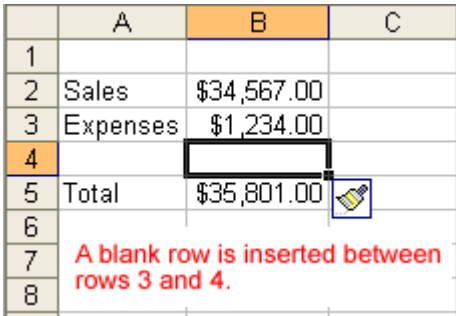 A B C
1
2 Sales $34,567.00
3 Expenses $1,234.00
4
5 Total $35,801.00
6
7
8
A blank row is inserted between
rows 3 and 4.